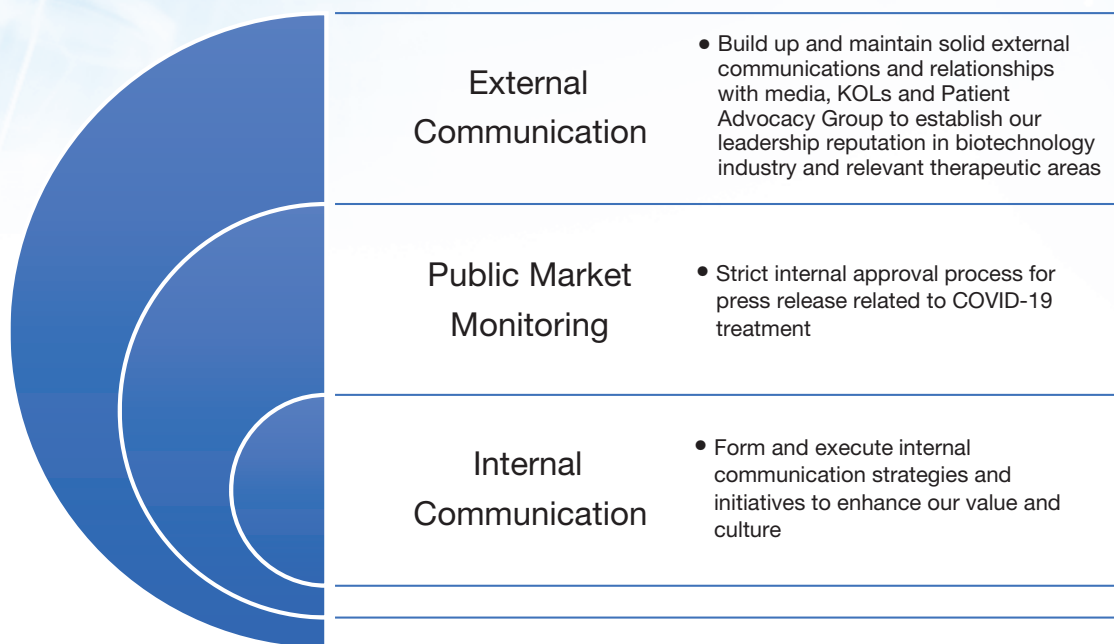 External
Communication
• Build up and maintain solid external
communications and relationships
with media, KOLs and Patient
Advocacy Group to establish our
leadership reputation in biotechnology
industry and relevant therapeutic areas
Public Market
Monitoring
• Strict internal approval process for
press release related to COVID-19
treatment
Internal
Communication
• Form and execute internal
communication strategies and
initiatives to enhance our value and
culture